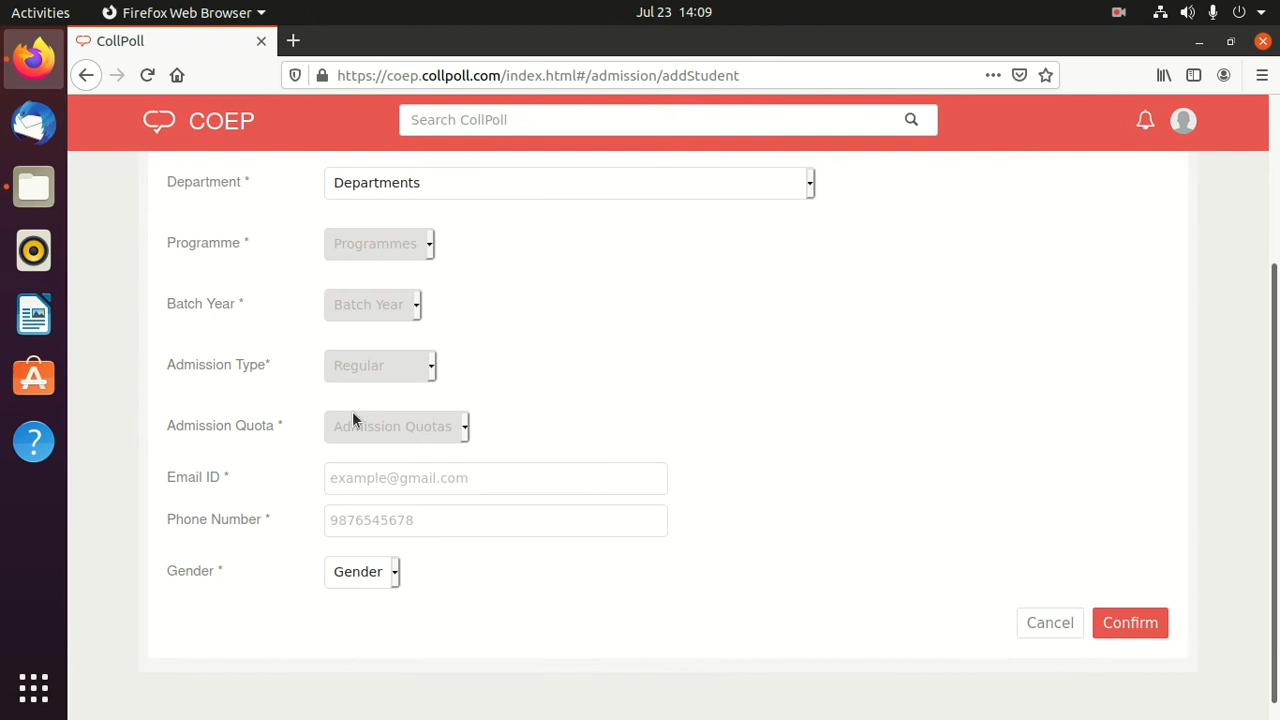 Activities
Firefox Web Browser
Jul 23 14:09
CollPoll
https://coep.collpoll.com/index.html#/admission/addStudent
COEP
Search CollPoll
Department *
Departments
Programme *
Programmes
Batch Year *
Batch Year
Admission Type*
Regular
Admission Quota *
Admission Quotas
Email ID *
example@gmail.com
Phone Number *
9876545678
Gender *
Gender
Cancel
Confirm